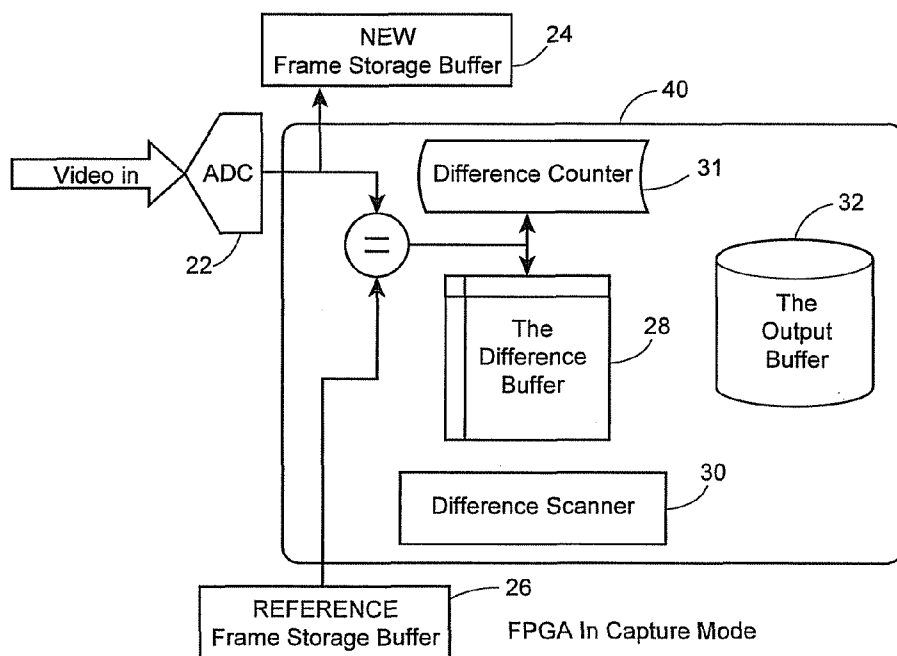 NEW
Frame Storage Buffer
24
40
Video in
ADC
Difference Counter
31
22
=
32
The
Difference
Buffer
28
The
Output
Buffer
Difference Scanner
30
REFERENCE
Frame Storage Buffer
26
FPGA In Capture Mode